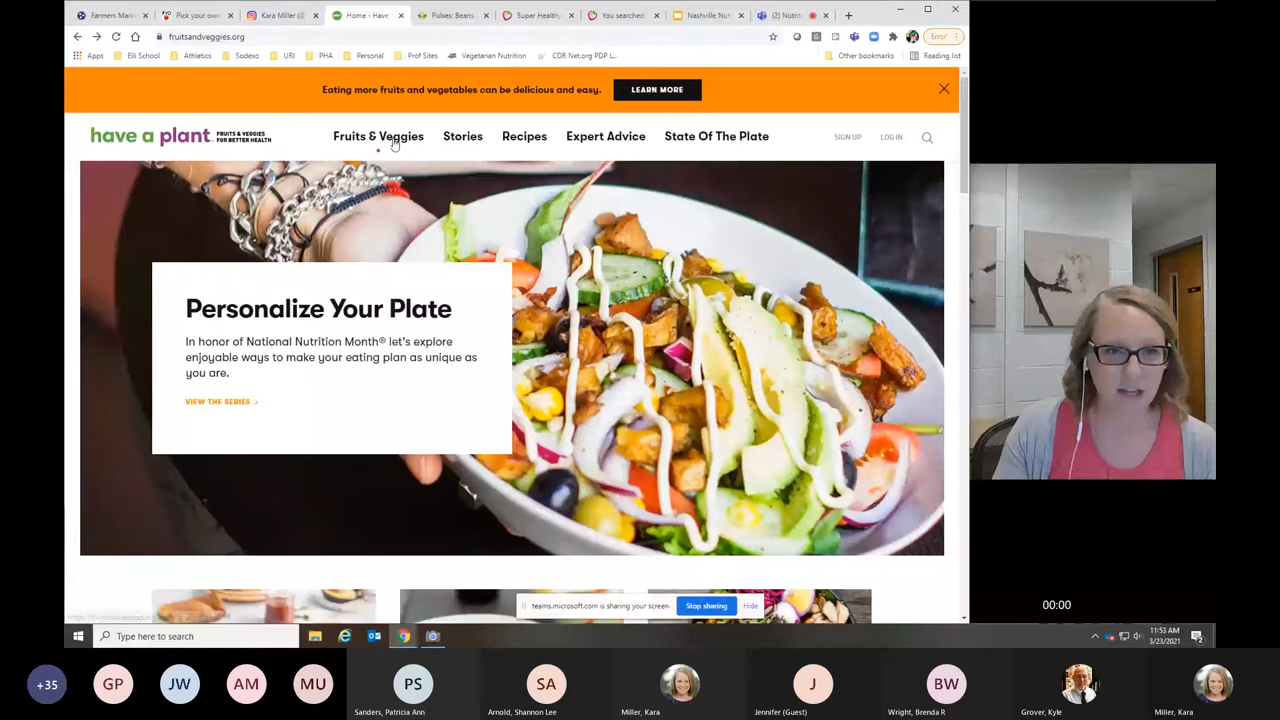 Farmers Marke
Pick your own
Kara Miller (@
Home - Have
Pulses: Beans
Super Healthy
You searched
Nashville Nut
(2) Nutrit
fruitsandveggies.org
Error
Apps
Elli School
Athletics
Sodexo
URI
PHA
Personal
Prof Sites
Vegetarian Nutrition
CDR Net.org PDP L...
Other bookmarks
Reading list
Eating more fruits and vegetables can be delicious and easy.
LEARN MORE
have a plant. FRUITS & VEGGIES
FOR BETTER HEALTH
Fruits & Veggies
Stories
Recipes
Expert Advice
State Of The Plate
SIGN UP
LOG IN
Personalize Your Plate
In honor of National Nutrition Month® let's explore
enjoyable ways to make your eating plan as unique as
you are.
VIEW THE SERIES >
teams.microsoft.com is sharing your screen.
Stop sharing
Hide
00:00
Type here to search
11:53 AM
3/23/2021
2
+35
GP
JW
AM
MU
PS
SA
J
BW
Sanders, Patricia Ann
Arnold, Shannon Lee
Miller, Kara
Jennifer (Guest)
Wright, Brenda R
Grover, Kyle
Miller, Kara